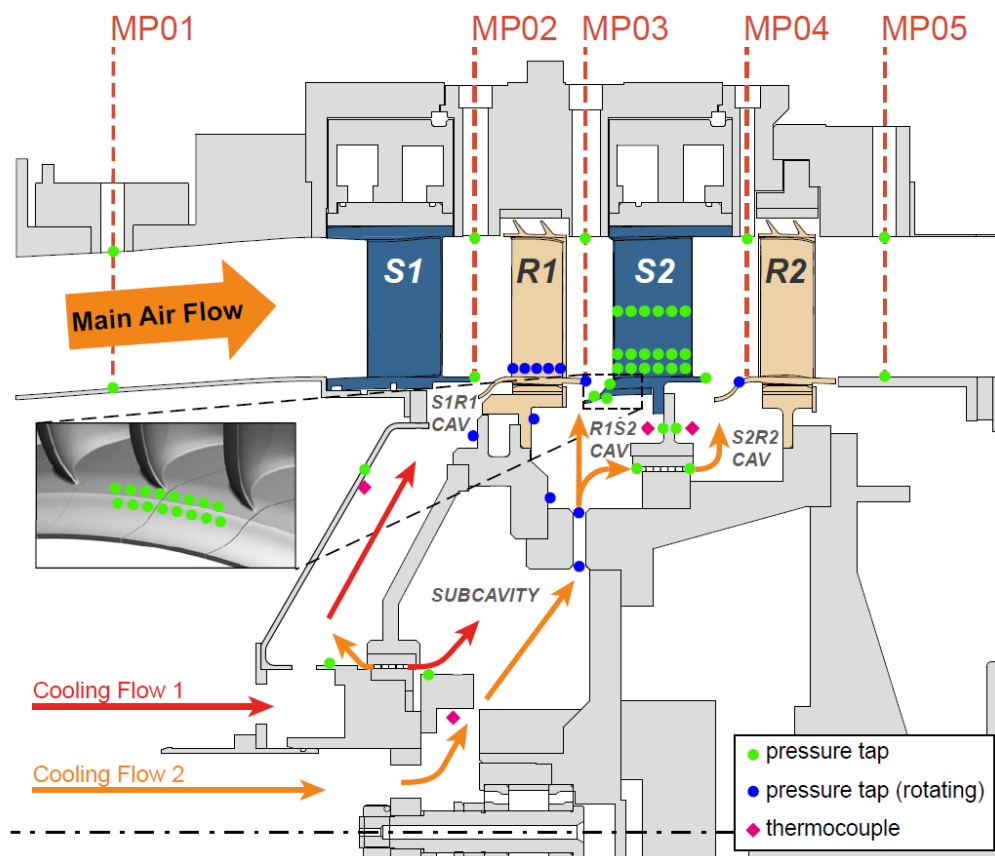 MP01
MP02
MP03
MP04
MP05
S1
R1
S2
R2
Main Air Flow
S1R1
CAV
R1S2
CAV
S2R2
CAV
SUBCAVITY
Cooling Flow 1
Cooling Flow 2
pressure tap
pressure tap (rotating)
thermocouple